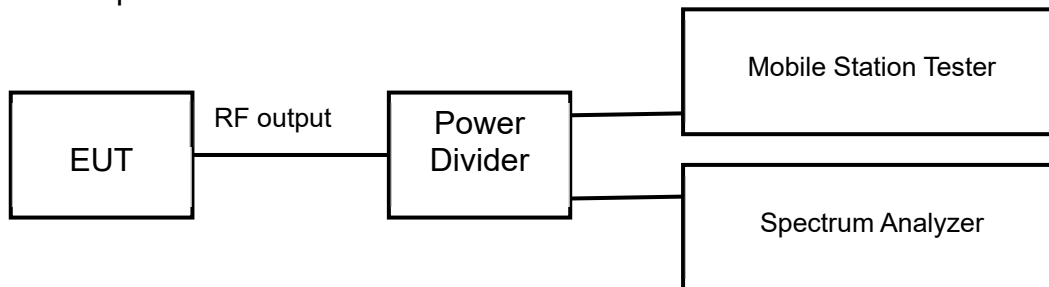 EUT
RF output
Power
Divider
Mobile Station Tester
Spectrum Analyzer